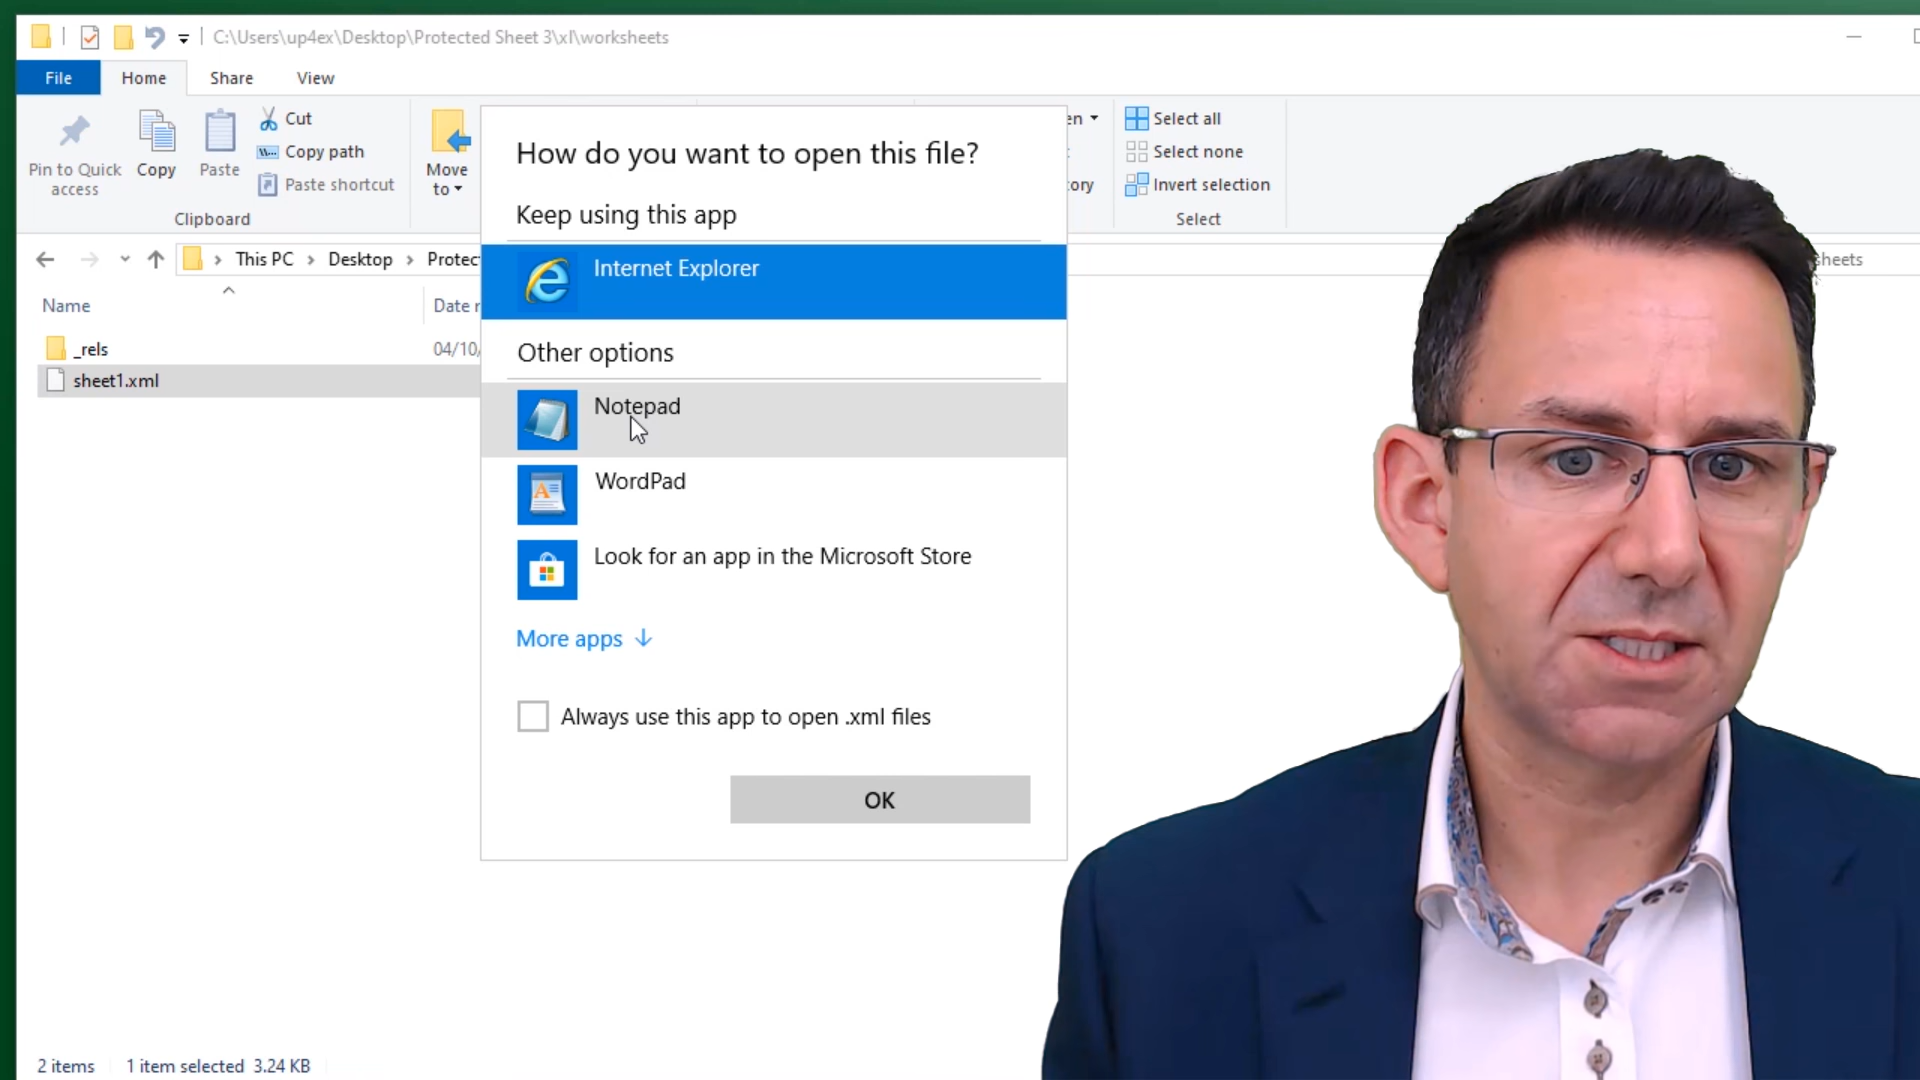 C:\Users\up4ex\Desktop\Protected Sheet 3\xl\worksheets
File
Home
Share
View
Pin to Quick
access
Copy
Paste
Cut
Copy path
Paste shortcut
Clipboard
Move
to
Select all
Select none
Invert selection
Select
This PC
Desktop
Name
_rels
04/10/
sheet1.xml
How do you want to open this file?
Keep using this app
Internet Explorer
Other options
Notepad
WordPad
Look for an app in the Microsoft Store
More apps
Always use this app to open .xml files
OK
2 items
1 item selected 3.24 KB